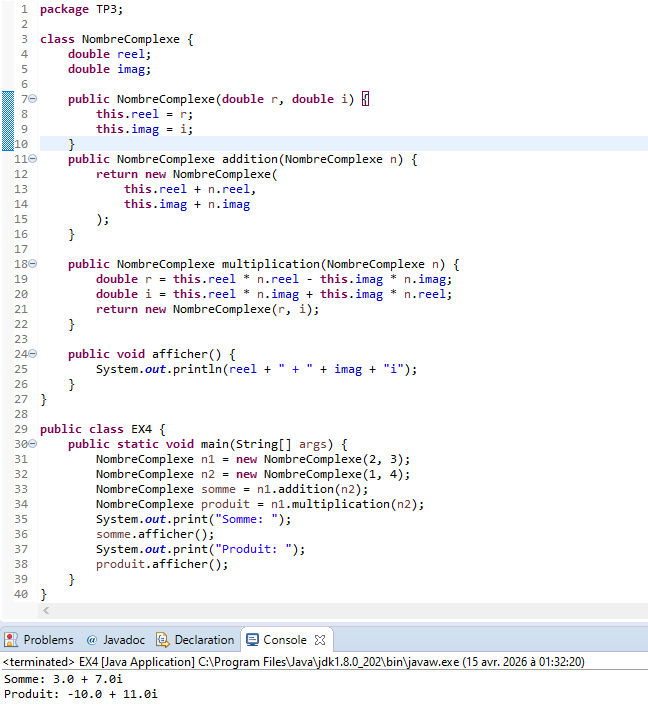 1 package TP3;
2
3 class NombreComplexe {
4     double reel;
5     double imag;
6
7     public NombreComplexe(double r, double i) {
8         this.reel = r;
9         this.imag = i;
10     }
11     public NombreComplexe addition(NombreComplexe n) {
12         return new NombreComplexe(
13             this.reel + n.reel,
14             this.imag + n.imag
15         );
16     }
17
18     public NombreComplexe multiplication(NombreComplexe n) {
19         double r = this.reel * n.reel - this.imag * n.imag;
20         double i = this.reel * n.imag + this.imag * n.reel;
21         return new NombreComplexe(r, i);
22     }
23
24     public void afficher() {
25         System.out.println(reel + " + " + imag + "i");
26     }
27 }
28
29 public class EX4 {
30     public static void main(String[] args) {
31         NombreComplexe n1 = new NombreComplexe(2, 3);
32         NombreComplexe n2 = new NombreComplexe(1, 4);
33         NombreComplexe somme = n1.addition(n2);
34         NombreComplexe produit = n1.multiplication(n2);
35         System.out.print("Somme: ");
36         somme.afficher();
37         System.out.print("Produit: ");
38         produit.afficher();
39     }
40 }
Problems @ Javadoc Declaration Console
<terminated> EX4 [Java Application] C:\Program Files\Java\jdk1.8.0_202\bin\javaw.exe (15 avr. 2026 à 01:32:20)
Somme: 3.0 + 7.0i
Produit: -10.0 + 11.0i